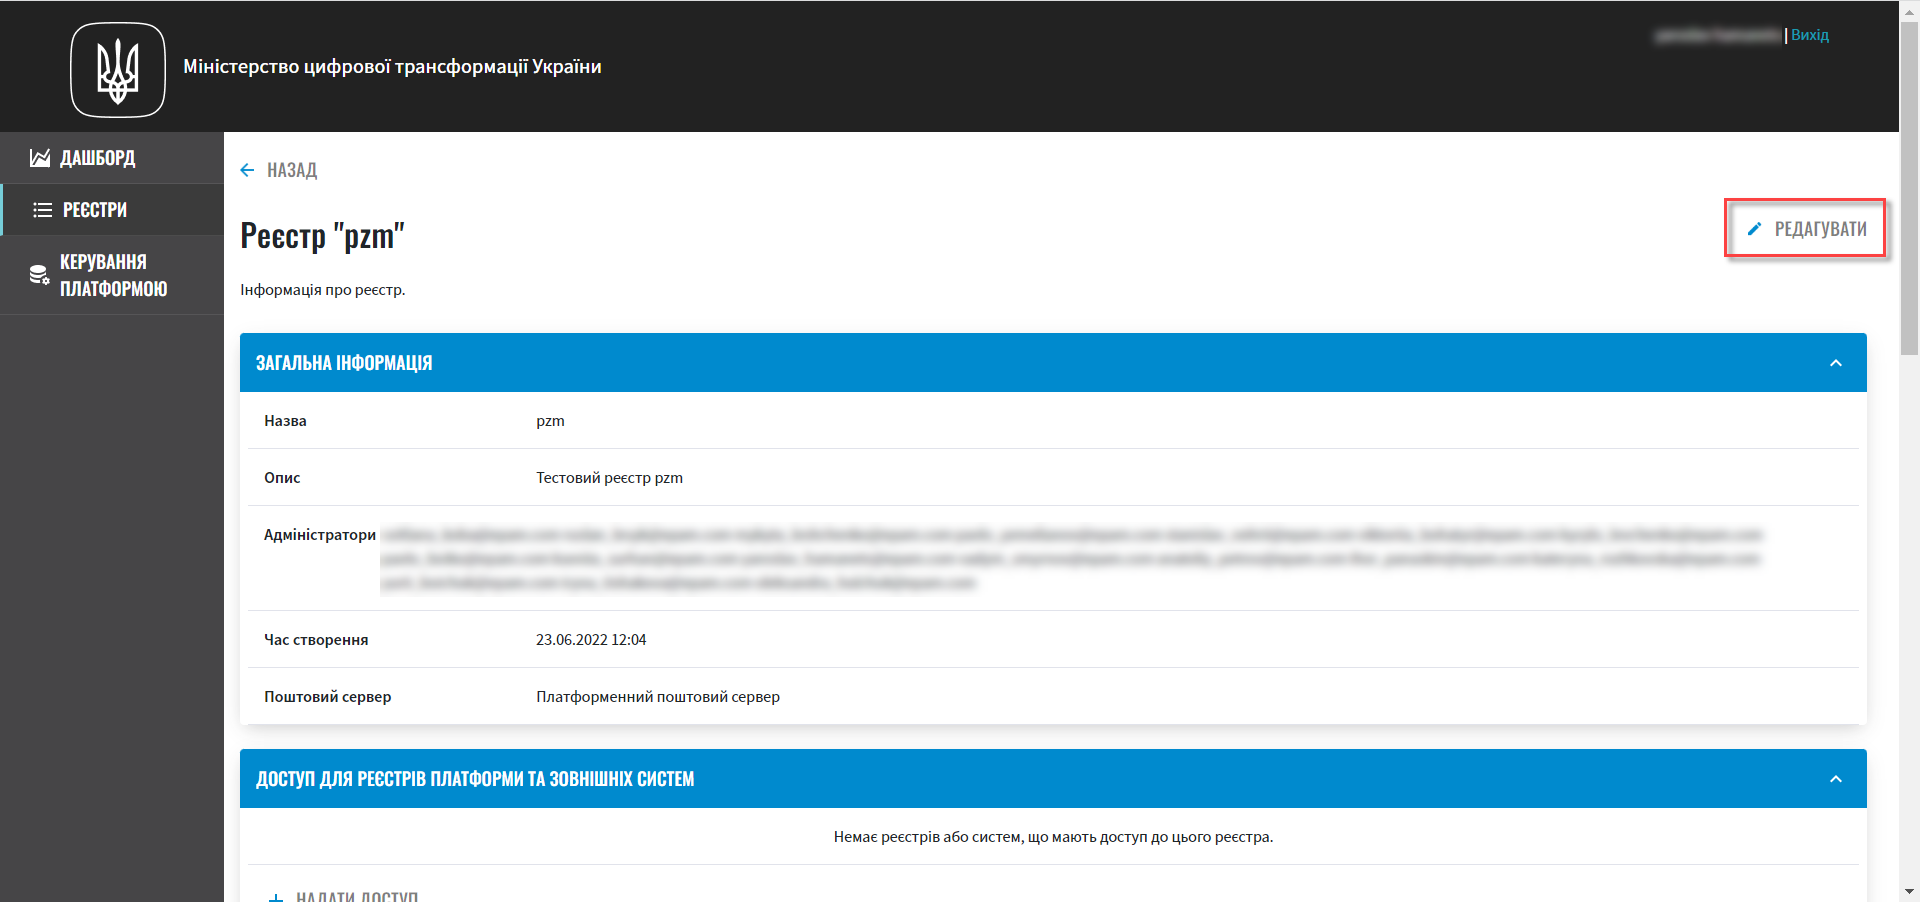 Міністерство цифрової трансформації України
| Вихід
ДАШБОРД
РЕЄСТРИ
КЕРУВАННЯ
ПЛАТФОРМОЮ
НАЗАД
Реєстр "pzm"
РЕДАГУВАТИ
Інформація про реєстр.
ЗАГАЛЬНА ІНФОРМАЦІЯ
Назва pzm
Опис Тестовий реєстр pzm
Адміністратори
Час створення 23.06.2022 12:04
Поштовий сервер Платформенний поштовий сервер
ДОСТУП ДЛЯ РЕЄСТРІВ ПЛАТФОРМИ ТА ЗОВНІШНІХ СИСТЕМ
Немає реєстрів або систем, що мають доступ до цього реєстра.
НАДАТИ ДОСТУП